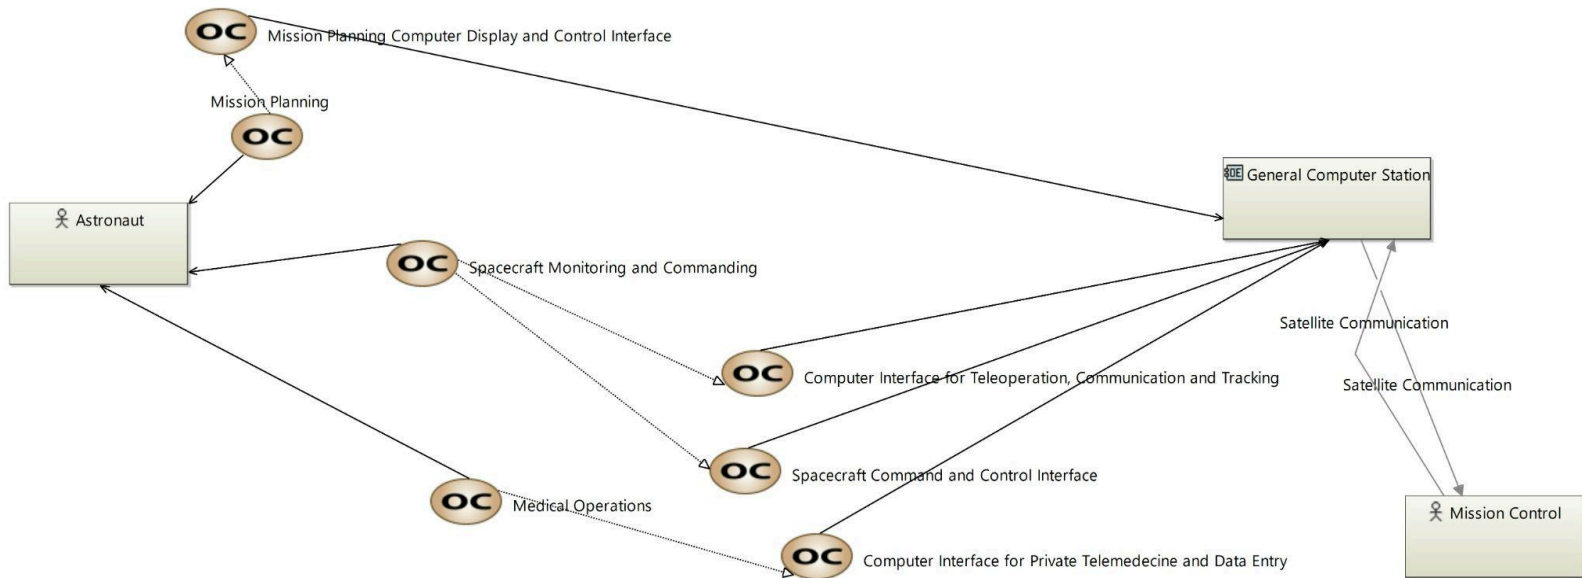 OC
Mission Planning Computer Display and Control Interface
Mission Planning
OC
OE
General Computer Station
Astronaut
OC
Spacecraft Monitoring and Commanding
Satellite Communication
OC
Computer Interface for Teleoperation, Communication and Tracking
Satellite Communication
OC
Spacecraft Command and Control Interface
OC
Medical Operations
Mission Control
OC
Computer Interface for Private Telemedecine and Data Entry